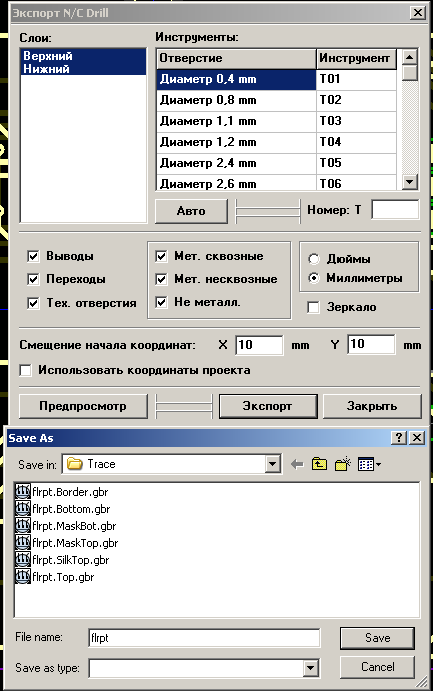 Экспорт N/C Drill
Слои:
Верхний
Нижний
Инструменты:
Отверстие Инструмент
Диаметр 0,4 mm T01
Диаметр 0,8 mm T02
Диаметр 1,1 mm T03
Диаметр 1,2 mm T04
Диаметр 2,4 mm T05
Диаметр 2,6 mm T06
Авто Номер: T
Выводы Мет. сквозные Дюймы
Переходы Мет. несквозные Миллиметры
Тех. отверстия Не металл. Зеркало
Смещение начала координат: X 10 mm Y 10 mm
Использовать координаты проекта
Предпросмотр Экспорт Закрыть
Save As
Save in: Trace
flrpt.Border.gbr
flrpt.Bottom.gbr
flrpt.MaskBot.gbr
flrpt.MaskTop.gbr
flrpt.SilkTop.gbr
flrpt.Top.gbr
File name: flrpt Save
Save as type: Cancel